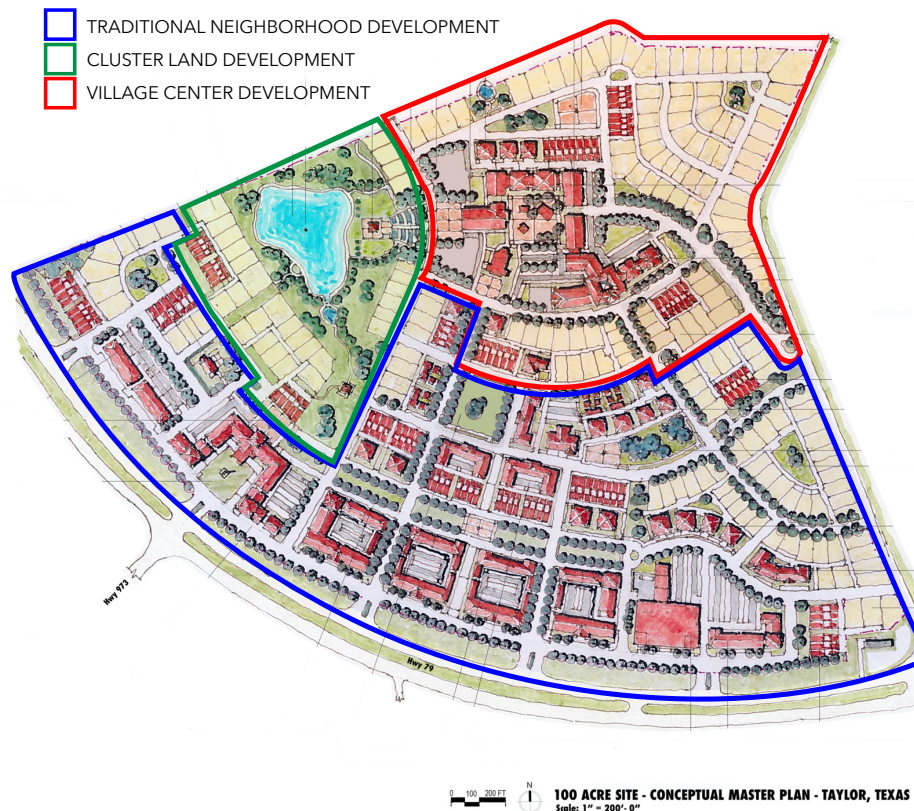 TRADITIONAL NEIGHBORHOOD DEVELOPMENT
CLUSTER LAND DEVELOPMENT
VILLAGE CENTER DEVELOPMENT
Hwy 973
Hwy 79
0 100 200 FT
N
100 ACRE SITE - CONCEPTUAL MASTER PLAN - TAYLOR, TEXAS
Scale: 1" = 200'- 0"